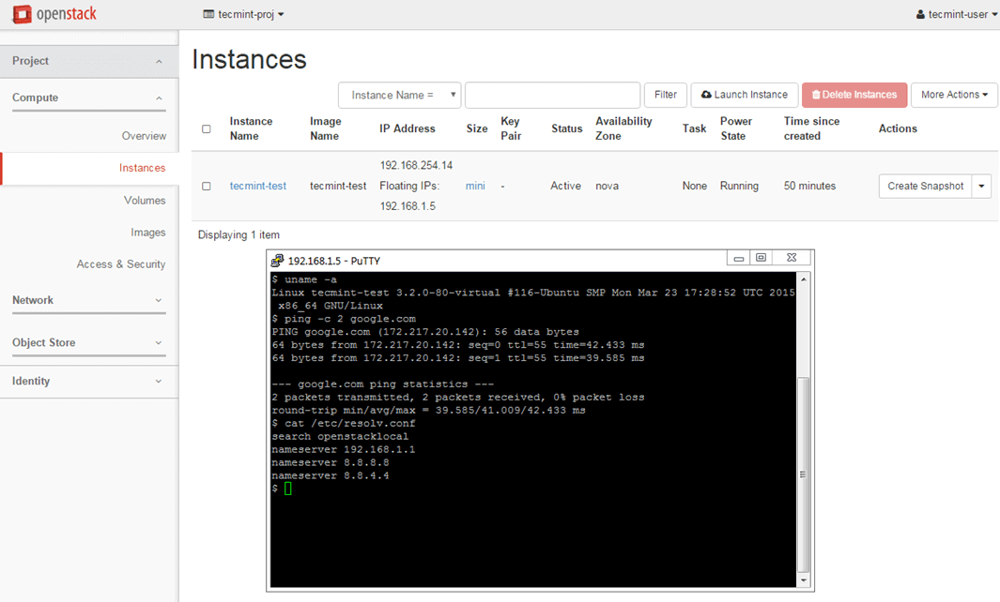 openstack
tecmint-proj
tecmint-user
Project
Compute
Overview
Instances
Volumes
Images
Access & Security
Network
Object Store
Identity
Instances
Instance Name =
Filter
Launch Instance
Delete Instances
More Actions
Instance Name
Image Name
IP Address
Size
Key Pair
Status
Availability Zone
Task
Power State
Time since created
Actions
tecmint-test
tecmint-test
192.168.254.14
Floating IPs:
192.168.1.5
mini
-
Active
nova
None
Running
50 minutes
Create Snapshot
Displaying 1 item
192.168.1.5 - PuTTY
$ uname -a
Linux tecmint-test 3.2.0-80-virtual #116-Ubuntu SMP Mon Mar 23 17:28:52 UTC 2015
x86_64 GNU/Linux
$ ping -c 2 google.com
PING google.com (172.217.20.142): 56 data bytes
64 bytes from 172.217.20.142: seq=0 ttl=55 time=42.433 ms
64 bytes from 172.217.20.142: seq=1 ttl=55 time=39.585 ms
--- google.com ping statistics ---
2 packets transmitted, 2 packets received, 0% packet loss
round-trip min/avg/max = 39.585/41.009/42.433 ms
$ cat /etc/resolv.conf
search openstacklocal
nameserver 192.168.1.1
nameserver 8.8.8.8
nameserver 8.8.4.4
$